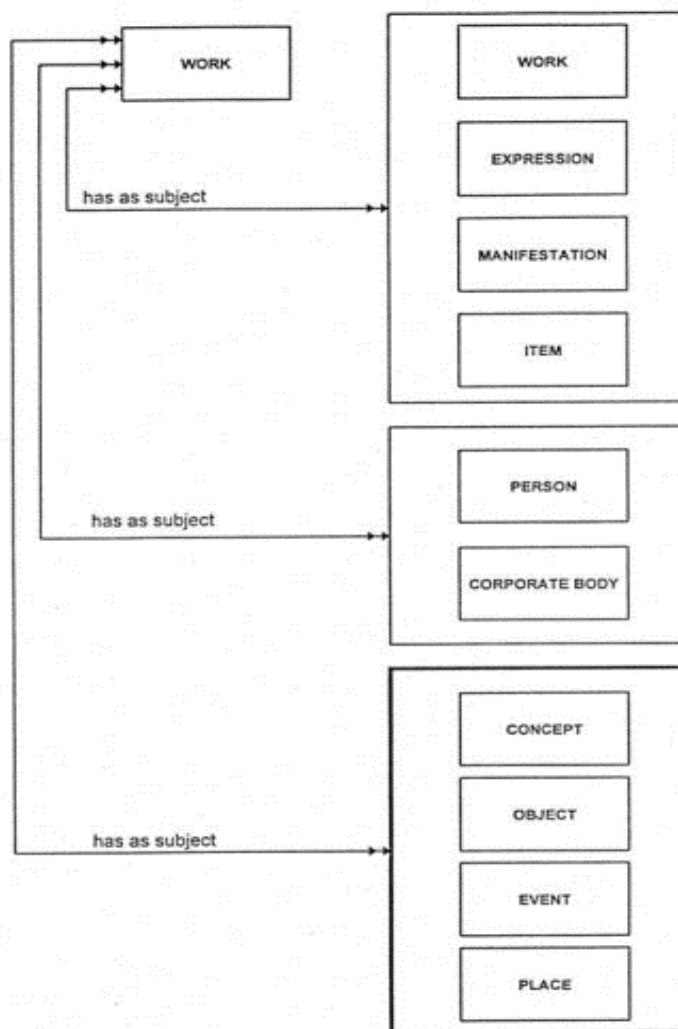 WORK
WORK
EXPRESSION
has as subject
MANIFESTATION
ITEM
PERSON
has as subject
CORPORATE BODY
CONCEPT
OBJECT
has as subject
EVENT
PLACE